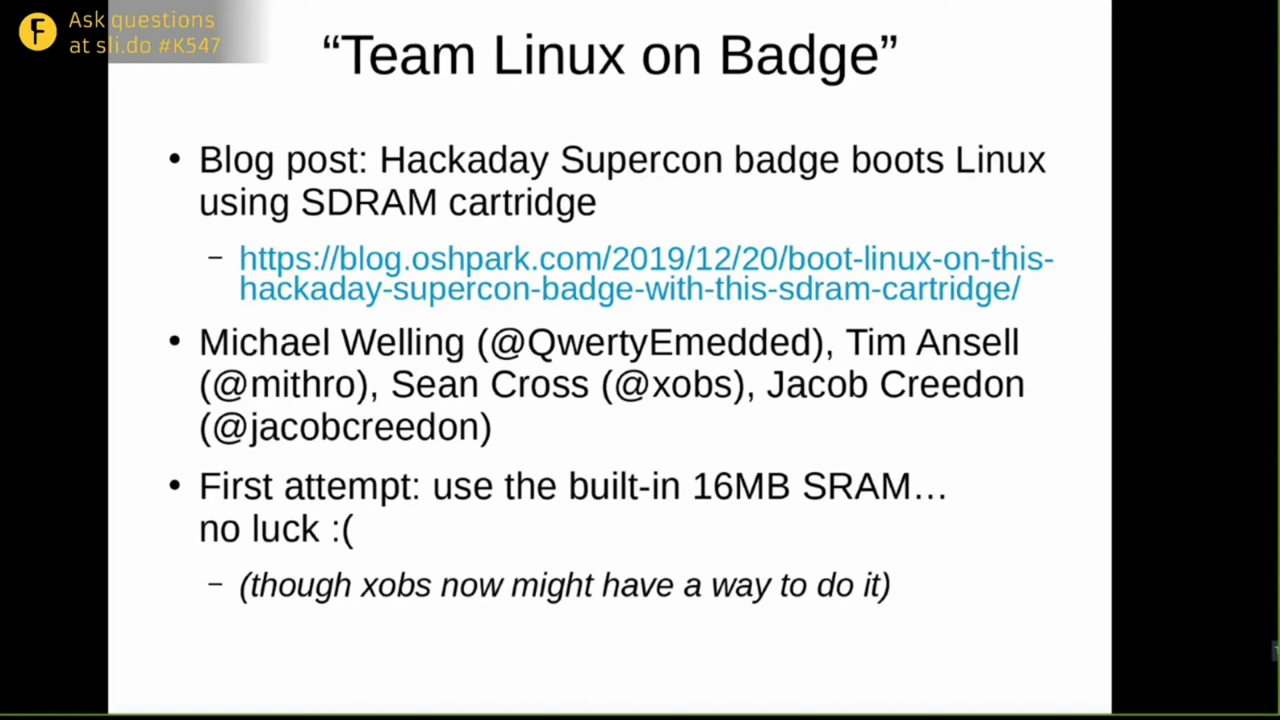 F
Ask questions
at sli.do #K547
“Team Linux on Badge”
• Blog post: Hackaday Supercon badge boots Linux
using SDRAM cartridge
– https://blog.oshpark.com/2019/12/20/boot-linux-on-this-
hackaday-supercon-badge-with-this-sdram-cartridge/
• Michael Welling (@QwertyEmedded), Tim Ansell
(@mithro), Sean Cross (@xobs), Jacob Creedon
(@jacobcreedon)
• First attempt: use the built-in 16MB SRAM…
no luck :(
– (though xobs now might have a way to do it)